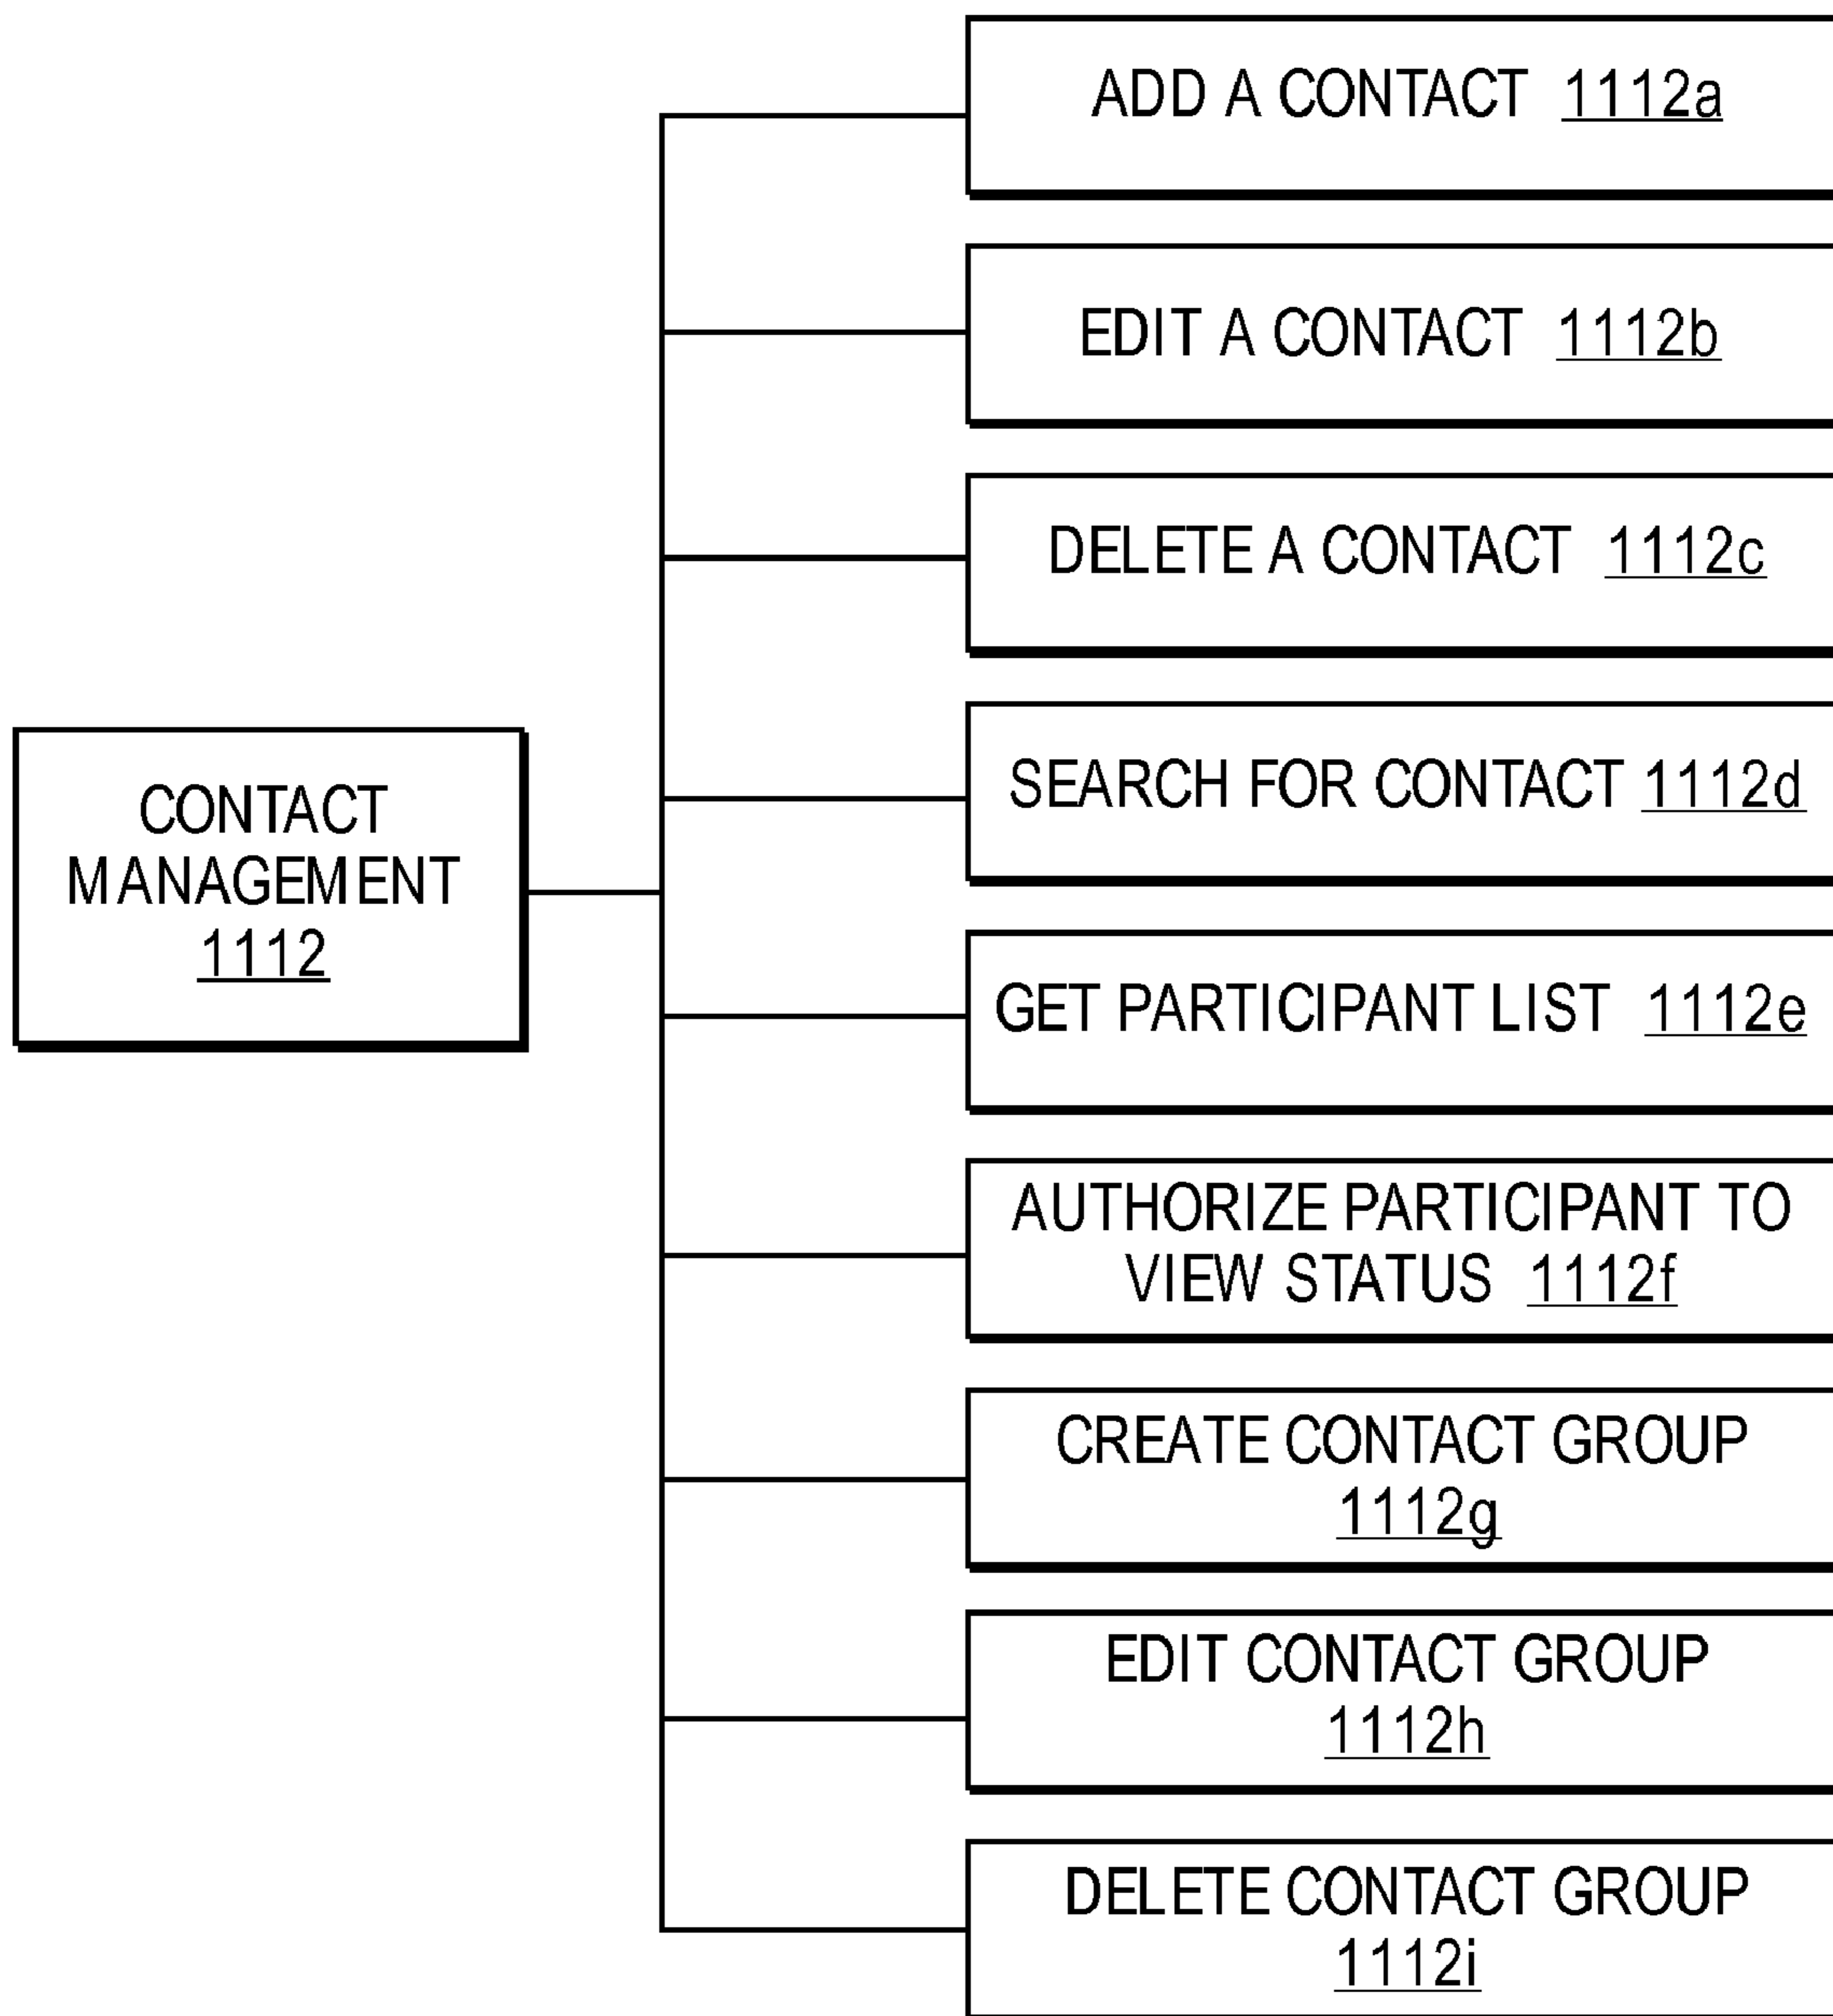 ADD A CONTACT 1112a
EDIT A CONTACT 1112b
DELETE A CONTACT 1112c
SEARCH FOR CONTACT 1112d
CONTACT
MANAGEMENT
1112
GET PARTICIPANT LIST 1112e
AUTHORIZE PARTICIPANT TO
VIEW STATUS 1112f
CREATE CONTACT GROUP
1112g
EDIT CONTACT GROUP
1112h
DELETE CONTACT GROUP
1112i